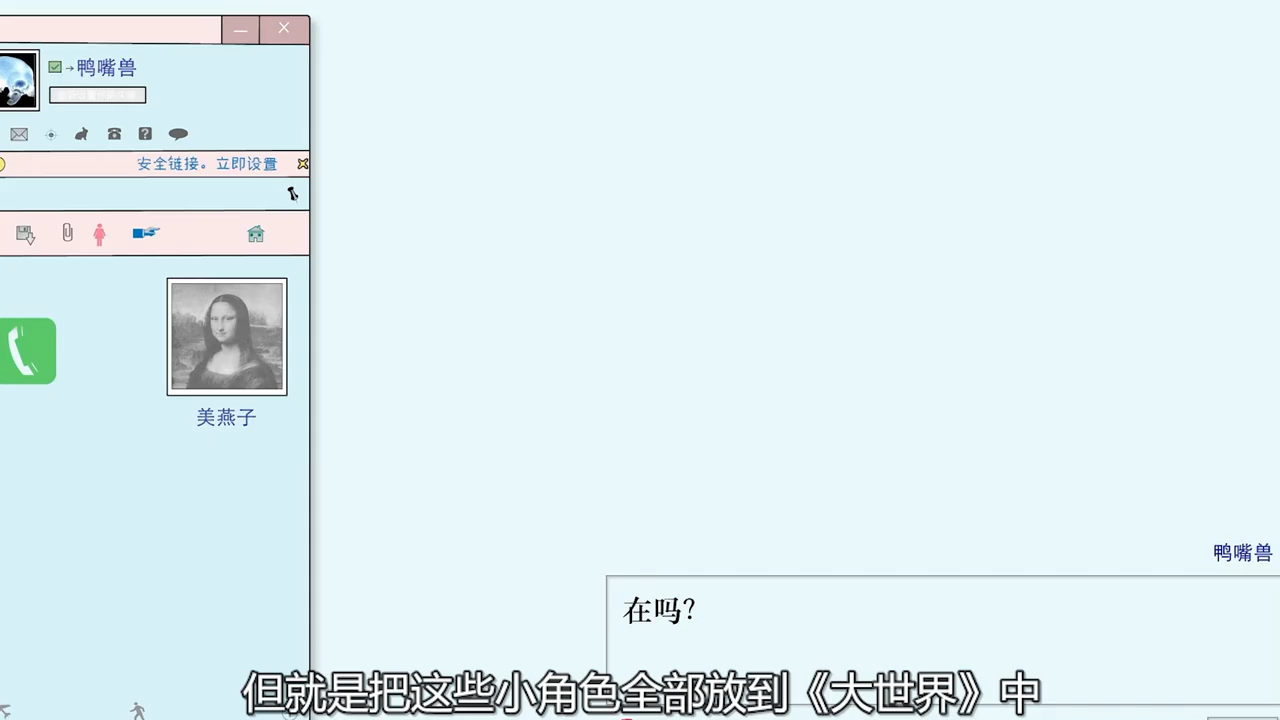 鸭嘴兽
安全链接。立即设置
美燕子
鸭嘴兽
在吗?
但就是把这些小角色全部放到《大世界》中